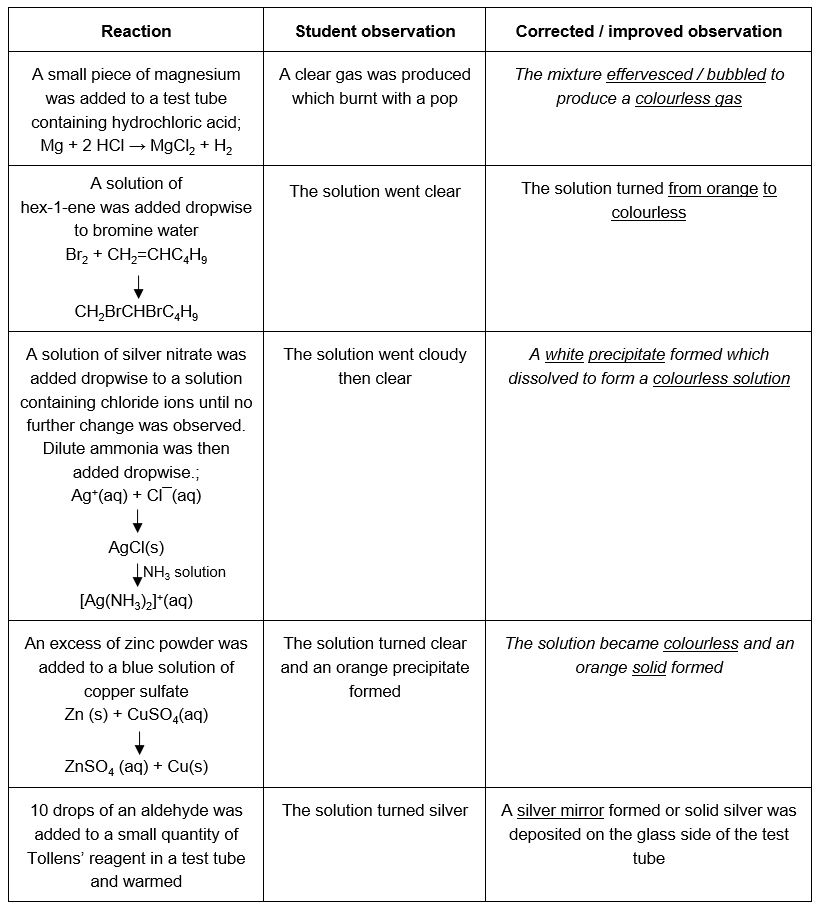 Reaction
Student observation
Corrected / improved observation
A small piece of magnesium
was added to a test tube
containing hydrochloric acid;
Mg + 2 HCl → MgCl₂ + H₂
A clear gas was produced
which burnt with a pop
The mixture effervesced / bubbled to
produce a colourless gas
A solution of
hex-1-ene was added dropwise
to bromine water
Br₂ + CH₂=CHC₄H₉
↓
CH₂BrCHBrC₄H₉
The solution went clear
The solution turned from orange to
colourless
A solution of silver nitrate was
added dropwise to a solution
containing chloride ions until no
further change was observed.
Dilute ammonia was then
added dropwise.;
Ag⁺(aq) + Cl⁻(aq)
↓
AgCl(s)
↓NH₃ solution
[Ag(NH₃)₂]⁺(aq)
The solution went cloudy
then clear
A white precipitate formed which
dissolved to form a colourless solution
An excess of zinc powder was
added to a blue solution of
copper sulfate
Zn (s) + CuSO₄(aq)
↓
ZnSO₄ (aq) + Cu(s)
The solution turned clear
and an orange precipitate
formed
The solution became colourless and an
orange solid formed
10 drops of an aldehyde was
added to a small quantity of
Tollens’ reagent in a test tube
and warmed
The solution turned silver
A silver mirror formed or solid silver was
deposited on the glass side of the test
tube